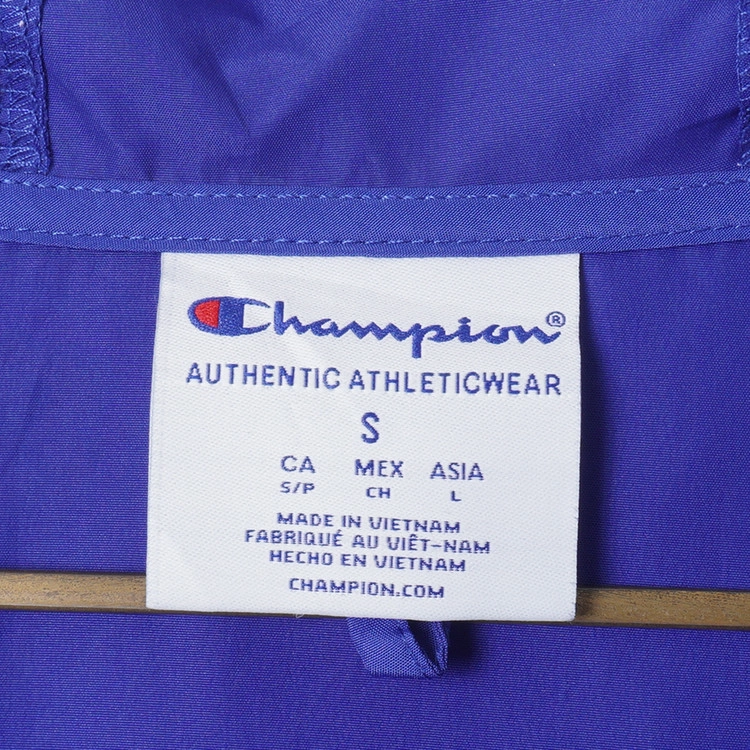 Champion®
AUTHENTIC ATHLETICWEAR
S
CA MEX ASIA
S/P CH L
MADE IN VIETNAM
FABRIQUÉ AU VIÊT-NAM
HECHO EN VIETNAM
CHAMPION.COM